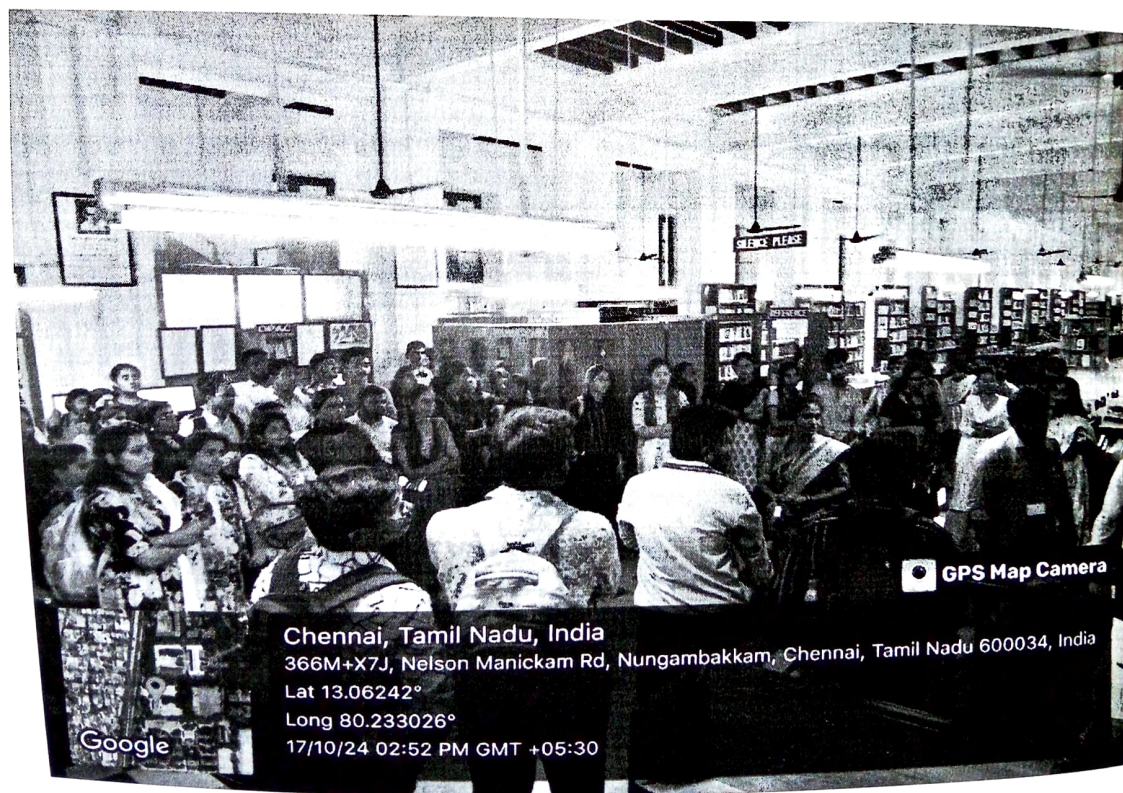 SILENCE PLEASE
OPAC
REFERENCE
GPS Map Camera
Chennai, Tamil Nadu, India
366M+X7J, Nelson Manickam Rd, Nungambakkam, Chennai, Tamil Nadu 600034, India
Lat 13.06242°
Long 80.233026°
17/10/24 02:52 PM GMT +05:30
Google